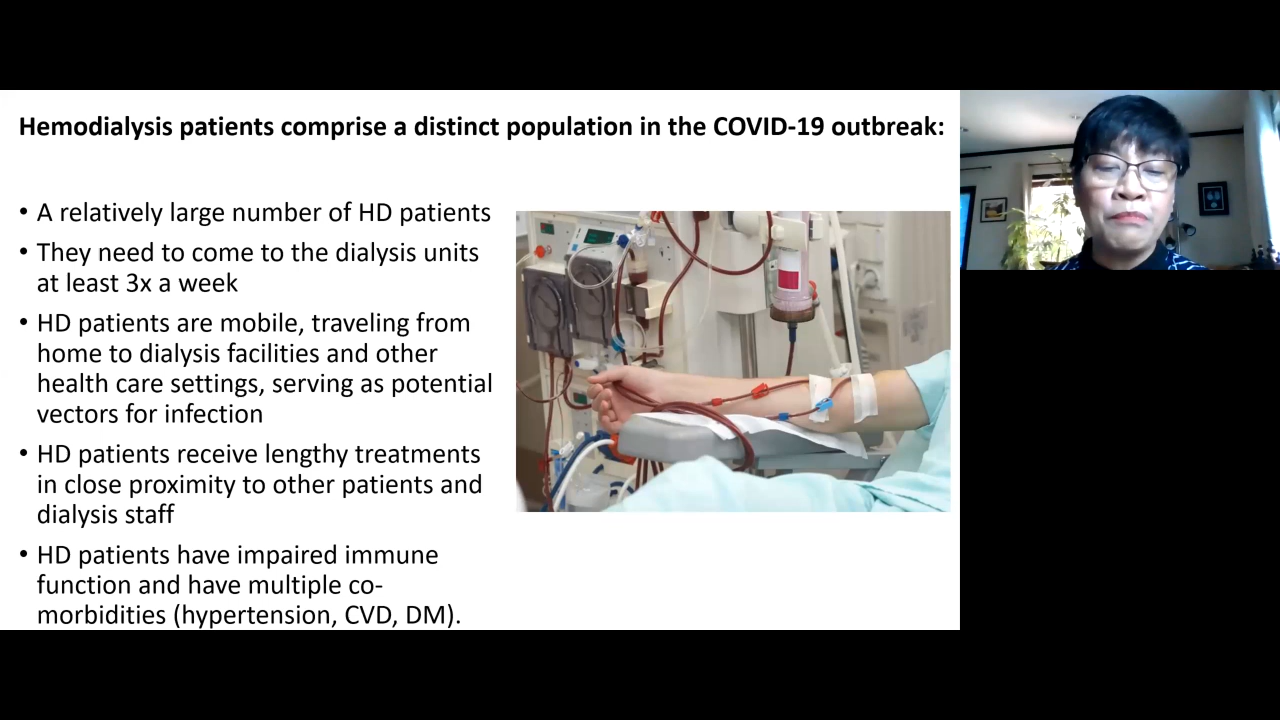 Hemodialysis patients comprise a distinct population in the COVID-19 outbreak:
• A relatively large number of HD patients
• They need to come to the dialysis units
at least 3x a week
• HD patients are mobile, traveling from
home to dialysis facilities and other
health care settings, serving as potential
vectors for infection
• HD patients receive lengthy treatments
in close proximity to other patients and
dialysis staff
• HD patients have impaired immune
function and have multiple co-
morbidities (hypertension, CVD, DM).